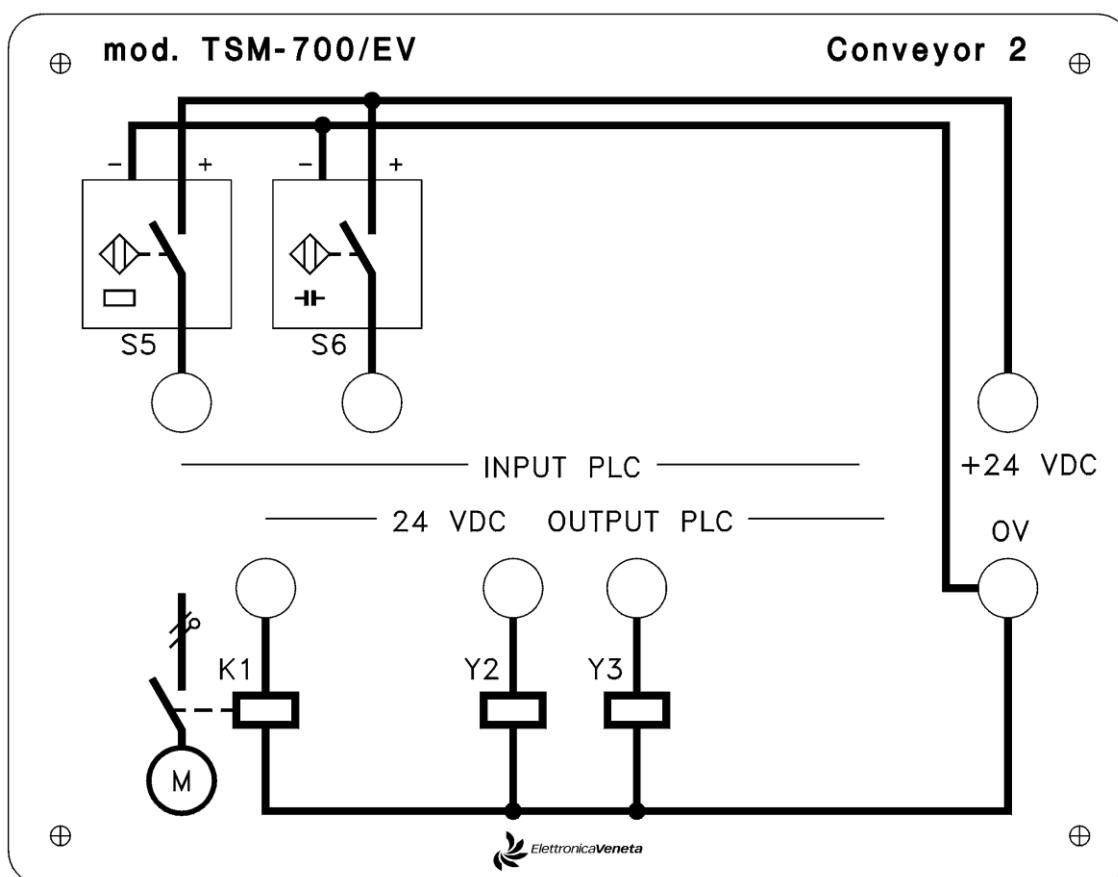 mod. TSM-700/EV Conveyor 2
- + - +
S5 S6
INPUT PLC +24 VDC
24 VDC OUTPUT PLC 0V
K1 Y2 Y3
M
ElettronicaVeneta